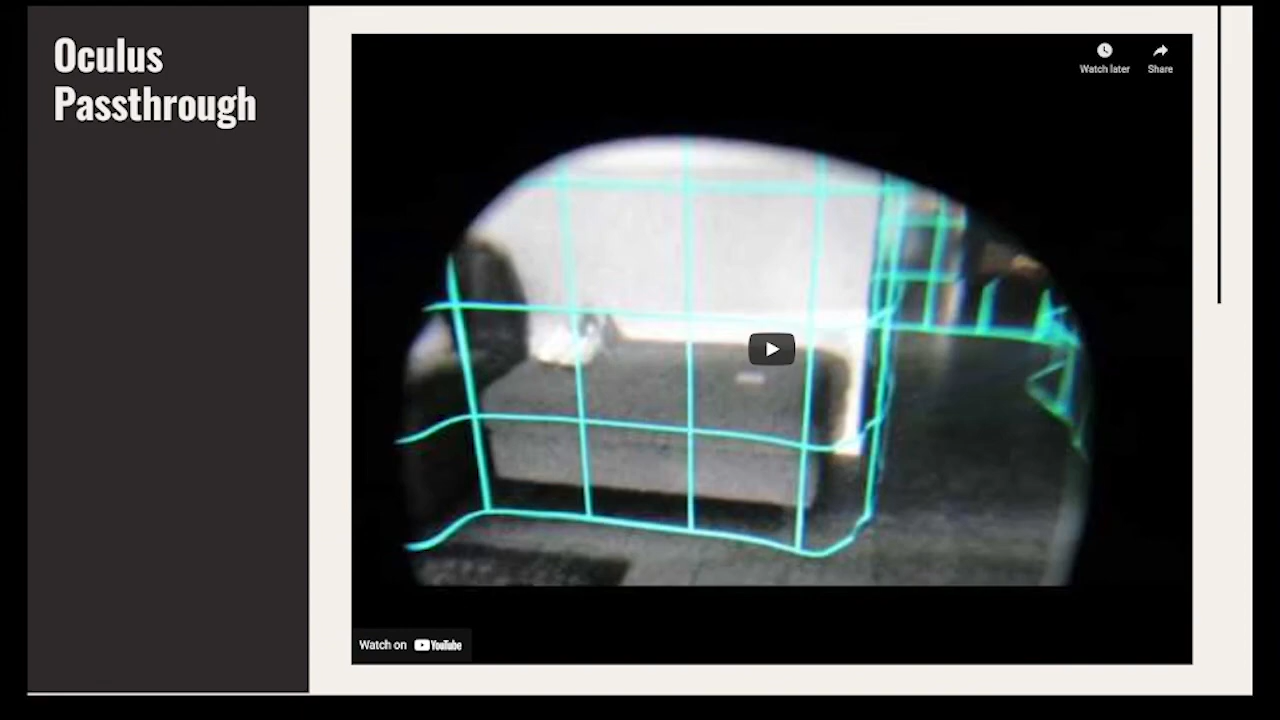 Oculus
Passthrough
Watch later
Share
Watch on YouTube